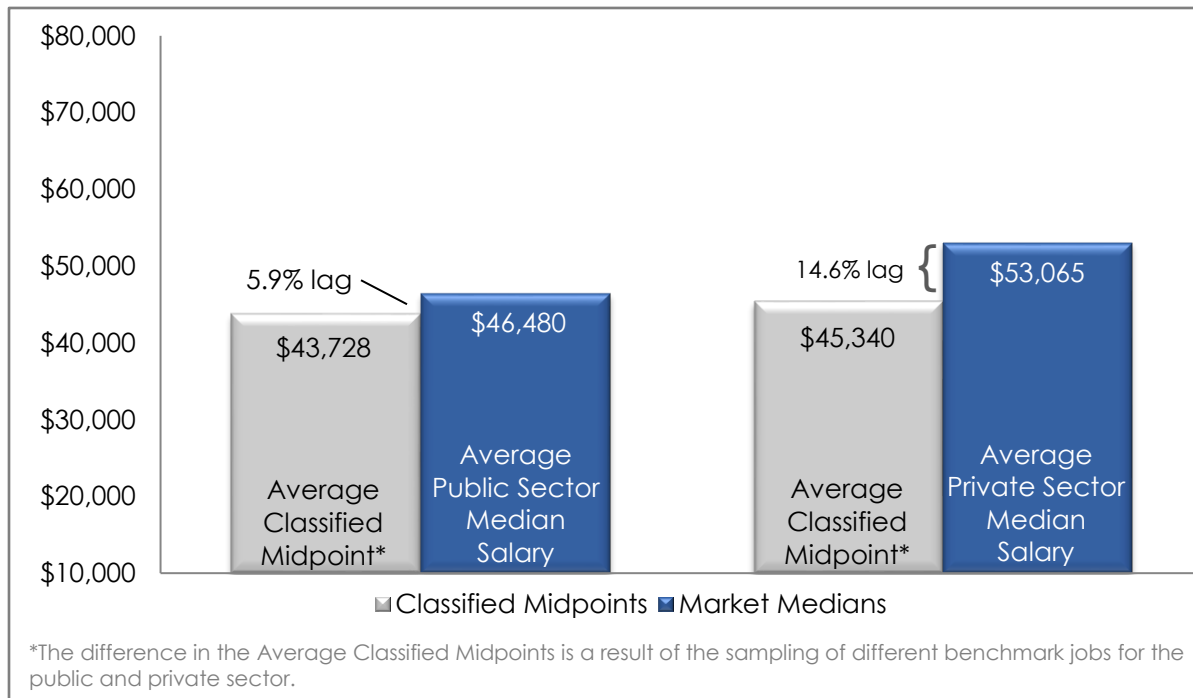 $80,000
$70,000
$60,000
$50,000
$40,000
$30,000
$20,000
$10,000
5.9% lag
$43,728
Average
Classified
Midpoint*
$46,480
Average
Public Sector
Median
Salary
14.6% lag
$45,340
Average
Classified
Midpoint*
$53,065
Average
Private Sector
Median
Salary
Classified Midpoints Market Medians
*The difference in the Average Classified Midpoints is a result of the sampling of different benchmark jobs for the
public and private sector.